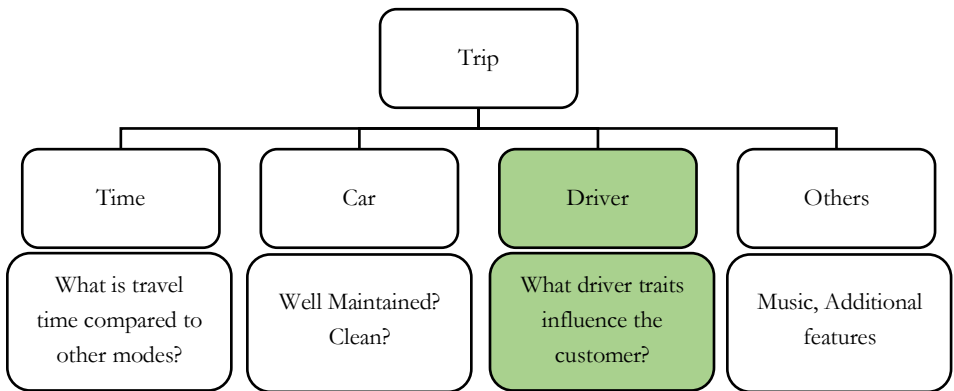 Trip
Time
Car
Driver
Others
What is travel
time compared to
other modes?
Well Maintained?
Clean?
What driver traits
influence the
customer?
Music, Additional
features